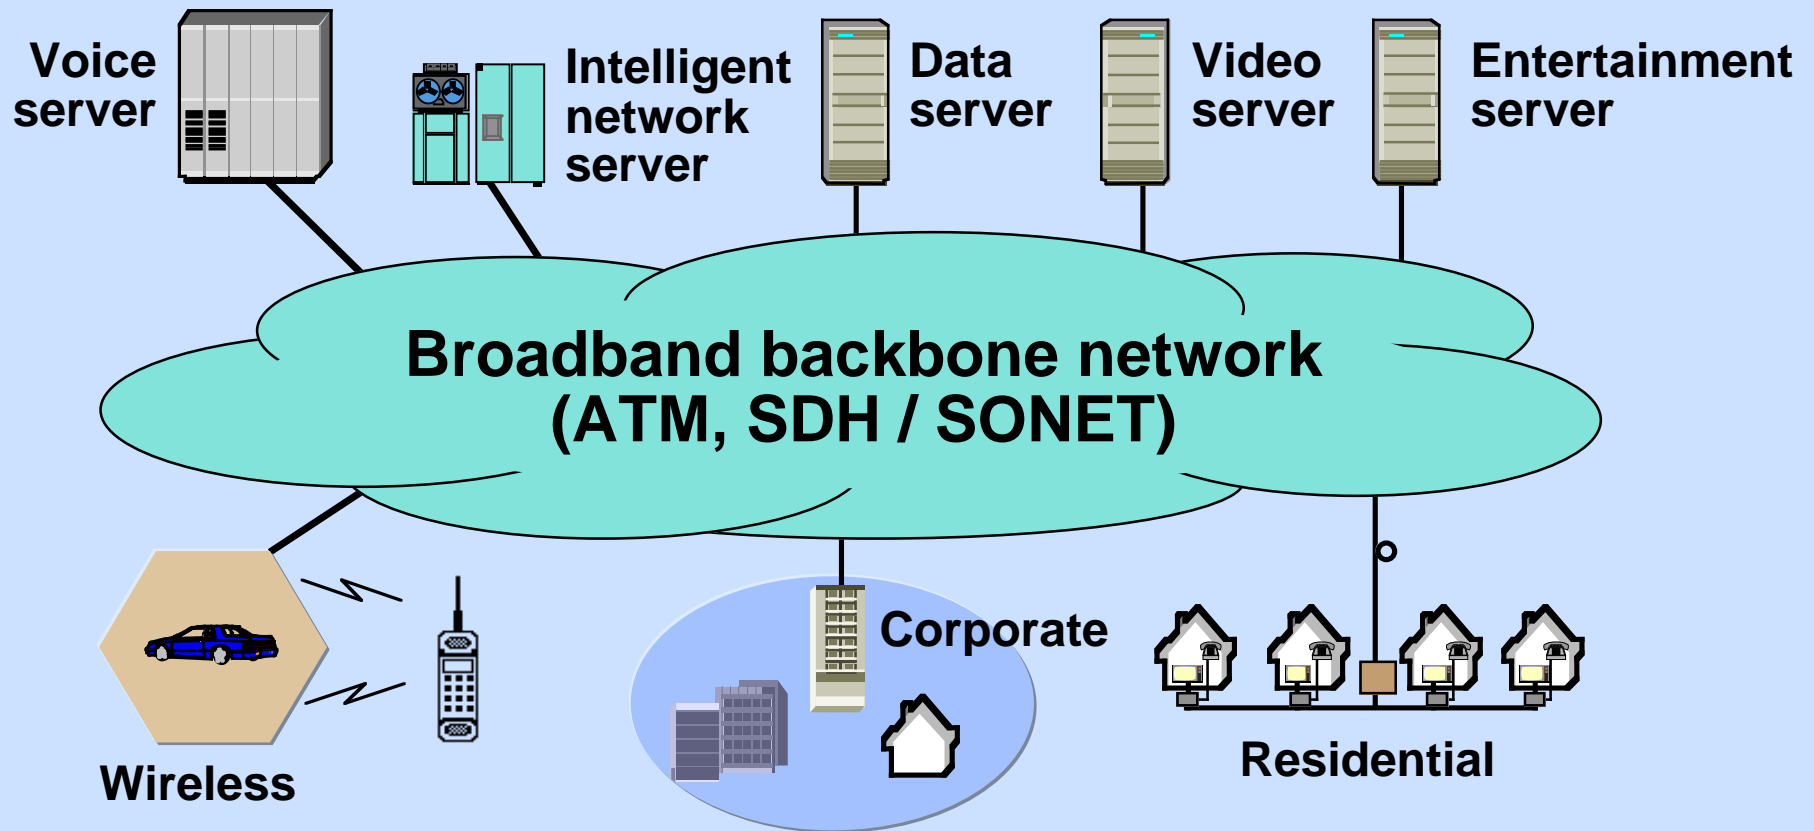 Voice
server
Intelligent
network
server
Data
server
Video
server
Entertainment
server
Broadband backbone network
(ATM, SDH / SONET)
Corporate
Wireless
Residential